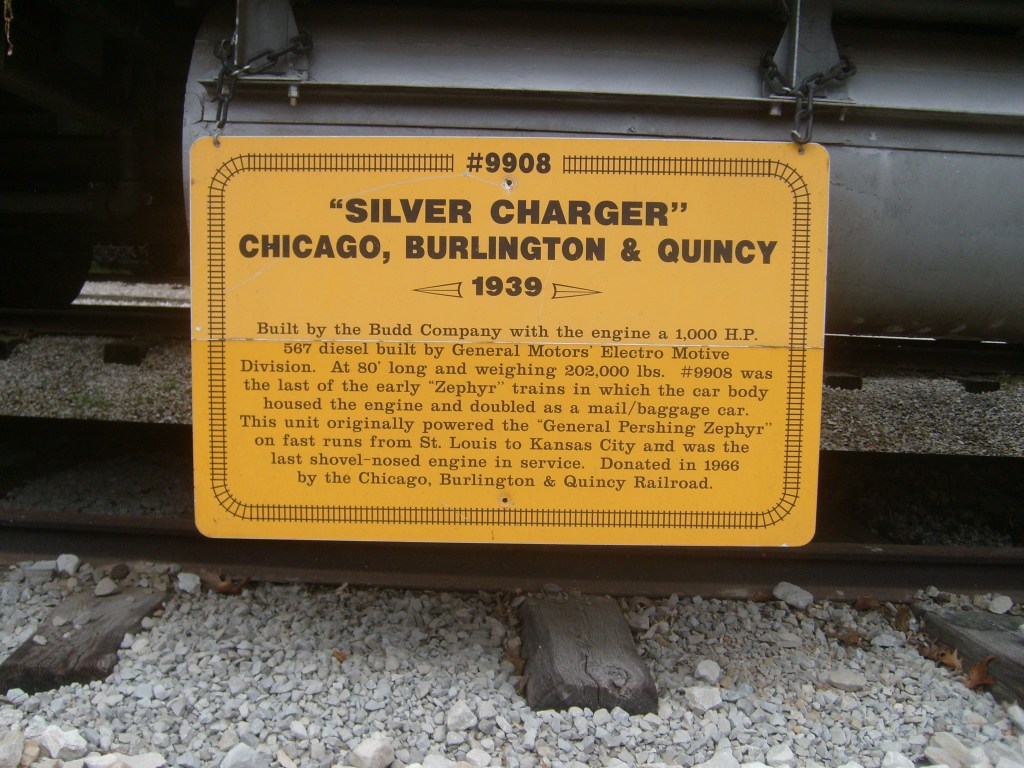 #9908
"SILVER CHARGER"
CHICAGO, BURLINGTON & QUINCY
1939
Built by the Budd Company with the engine a 1,000 H.P.
567 diesel built by General Motors' Electro Motive
Division. At 80' long and weighing 202,000 lbs. #9908 was
the last of the early "Zephyr" trains in which the car body
housed the engine and doubled as a mail/baggage car.
This unit originally powered the "General Pershing Zephyr"
on fast runs from St. Louis to Kansas City and was the
last shovel-nosed engine in service. Donated in 1966
by the Chicago, Burlington & Quincy Railroad.